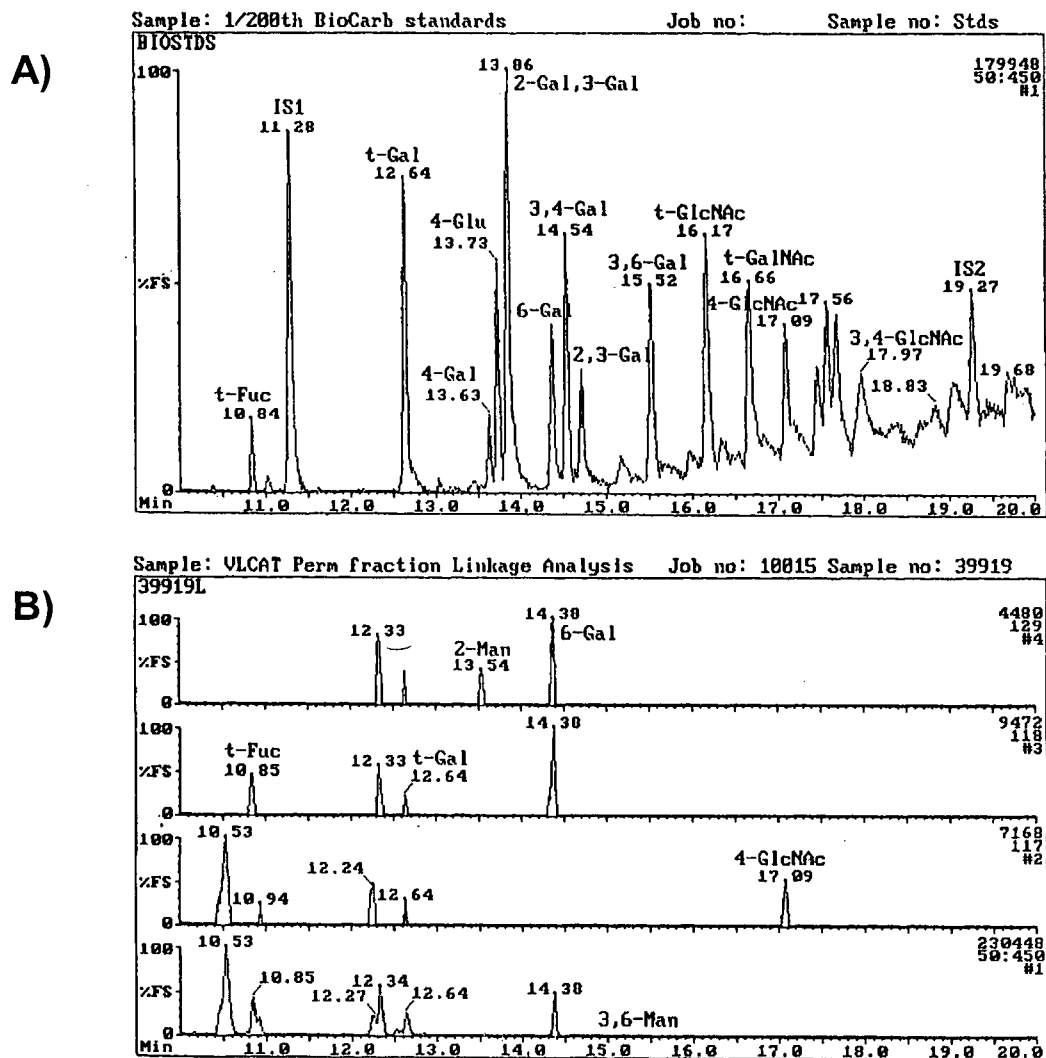 Sample: 1/200th BioCarb standards Job no: Sample no: Stds
A)
BIOSTDS
179948
50:450
#1
100
%FS
0
t-Fuc
10.84
IS1
11.28
t-Gal
12.64
4-Gal
13.63
4-Glu
13.73
13.86
2-Gal,3-Gal
6-Gal
3,4-Gal
14.54
2,3-Gal
3,6-Gal
15.52
t-GlcNAc
16.17
t-GalNAc
16.66
4-GlcNAc
17.09
17.56
3,4-GlcNAc
17.97
18.83
IS2
19.27
19.68
Min 11.0 12.0 13.0 14.0 15.0 16.0 17.0 18.0 19.0 20.0
Sample: VLCAT Perm fraction Linkage Analysis Job no: 10015 Sample no: 39919
B)
39919L
4480
129
#4
100
%FS
0
12.33
2-Man
13.54
14.38
6-Gal
9472
118
#3
100
%FS
0
t-Fuc
10.85
12.33
t-Gal
12.64
14.38
7168
117
#2
100
%FS
0
10.53
10.94
12.24
12.64
4-GlcNAc
17.09
230448
50:450
#1
100
%FS
0
10.53
10.85
12.27
12.34
12.64
14.38
3,6-Man
Min 11.0 12.0 13.0 14.0 15.0 16.0 17.0 18.0 19.0 20.0